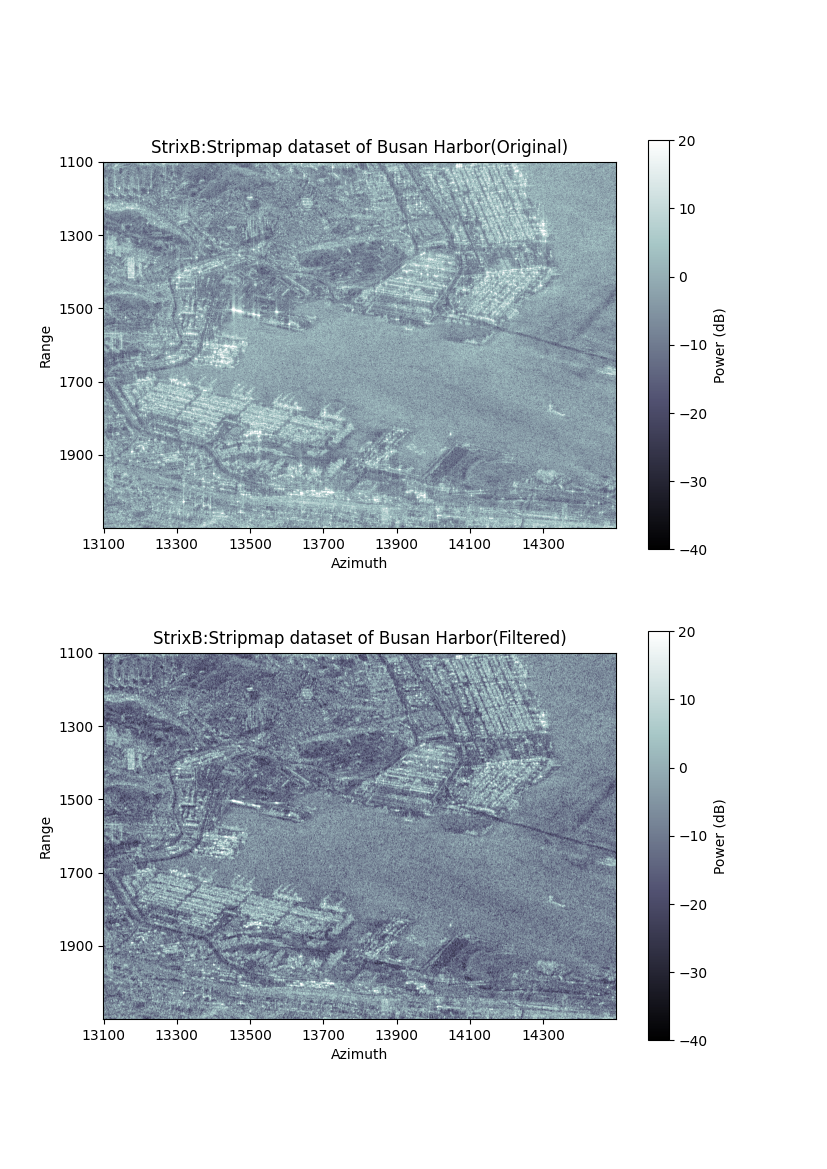 StrixB:Stripmap dataset of Busan Harbor(Original)
1100
1300
1500
1700
1900
Range
13100 13300 13500 13700 13900 14100 14300
Azimuth
20
10
0
−10
−20
−30
−40
Power (dB)
StrixB:Stripmap dataset of Busan Harbor(Filtered)
1100
1300
1500
1700
1900
Range
13100 13300 13500 13700 13900 14100 14300
Azimuth
20
10
0
−10
−20
−30
−40
Power (dB)